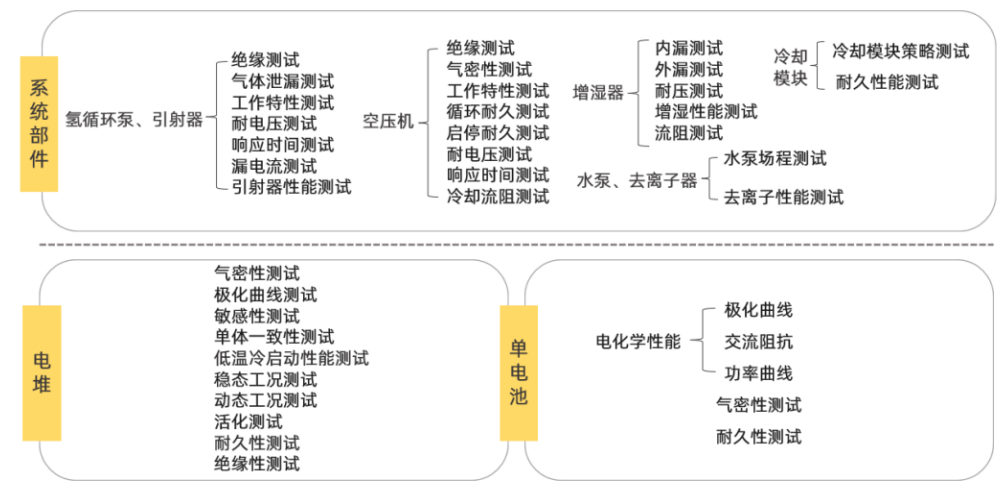 系统部件
氢循环泵、引射器
绝缘测试
气体泄漏测试
工作特性测试
耐电压测试
响应时间测试
漏电流测试
引射器性能测试
空压机
绝缘测试
气密性测试
工作特性测试
循环耐久测试
启停耐久测试
耐电压测试
响应时间测试
冷却流阻测试
增湿器
内漏测试
外漏测试
耐压测试
增湿性能测试
流阻测试
水泵、去离子器
水泵场程测试
去离子性能测试
冷却
模块
冷却模块策略测试
耐久性能测试
电堆
气密性测试
极化曲线测试
敏感性测试
单体一致性测试
低温冷启动性能测试
稳态工况测试
动态工况测试
活化测试
耐久性测试
绝缘性测试
单电池
电化学性能
极化曲线
交流阻抗
功率曲线
气密性测试
耐久性测试